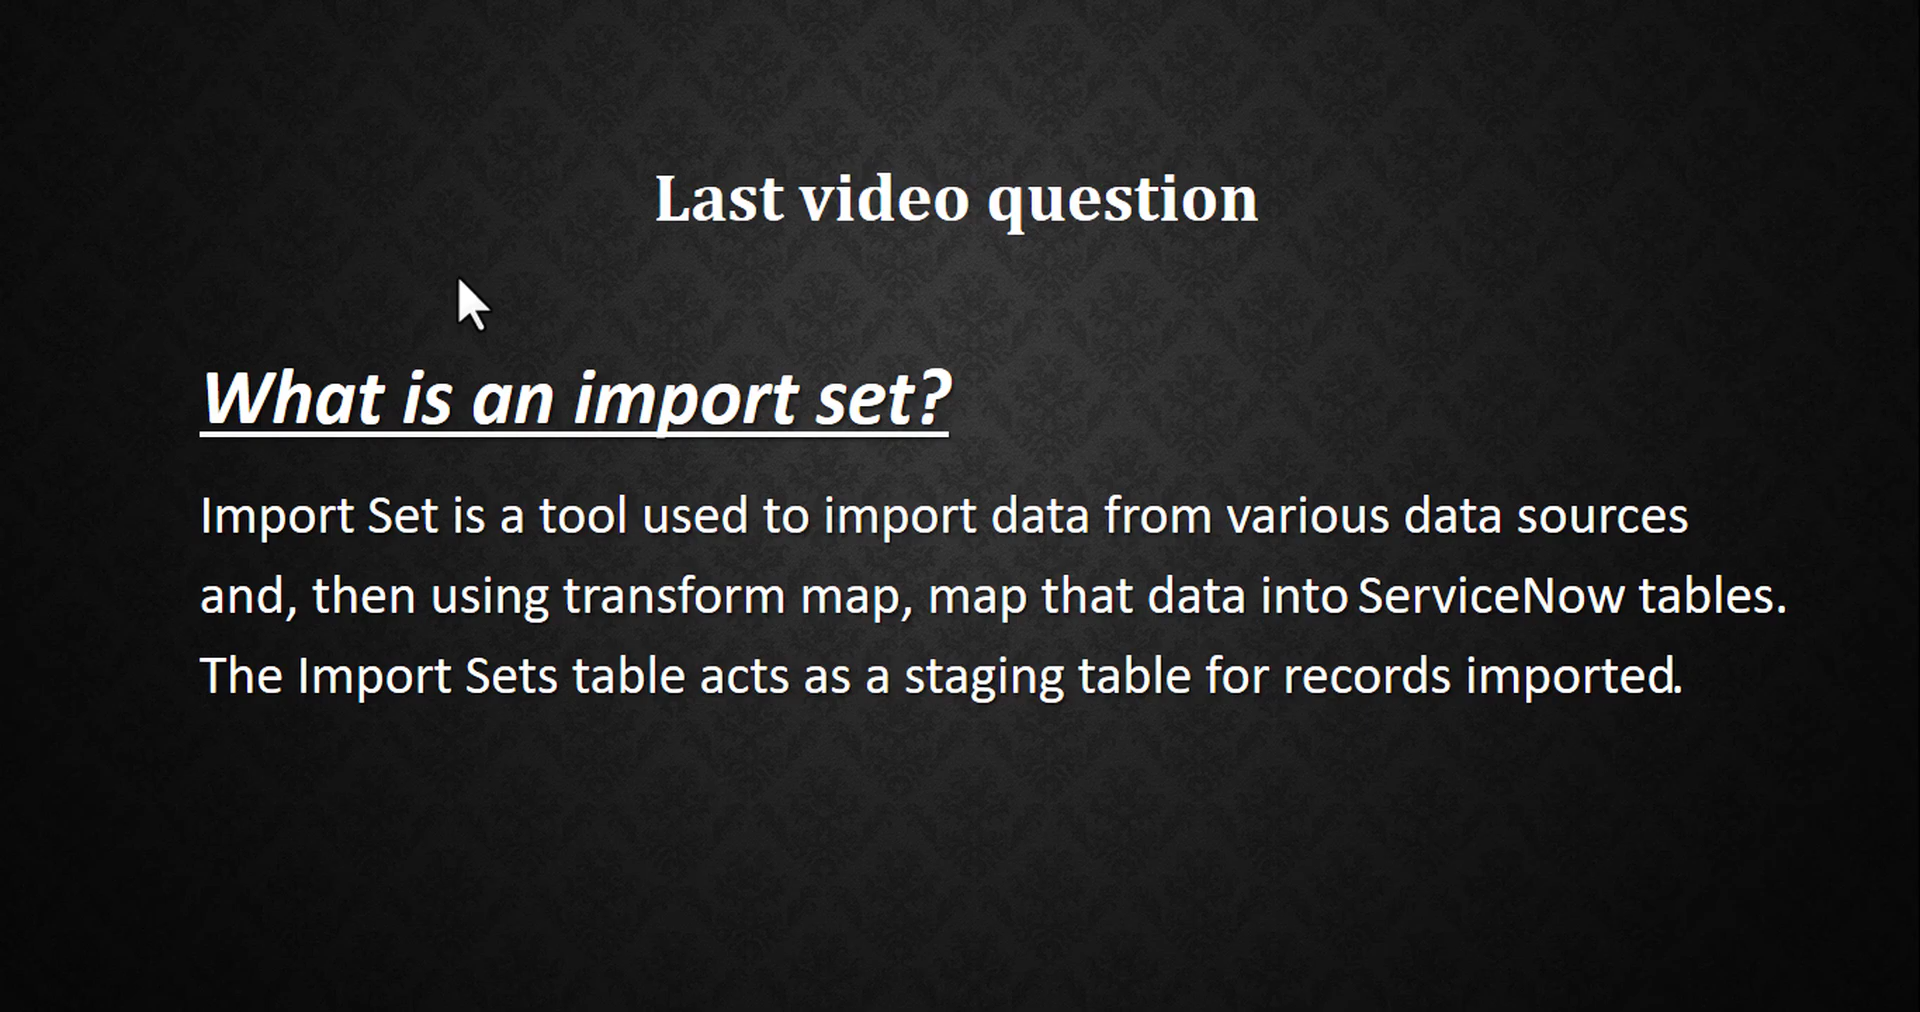 Last video question
What is an import set?
Import Set is a tool used to import data from various data sources
and, then using transform map, map that data into ServiceNow tables.
The Import Sets table acts as a staging table for records imported.